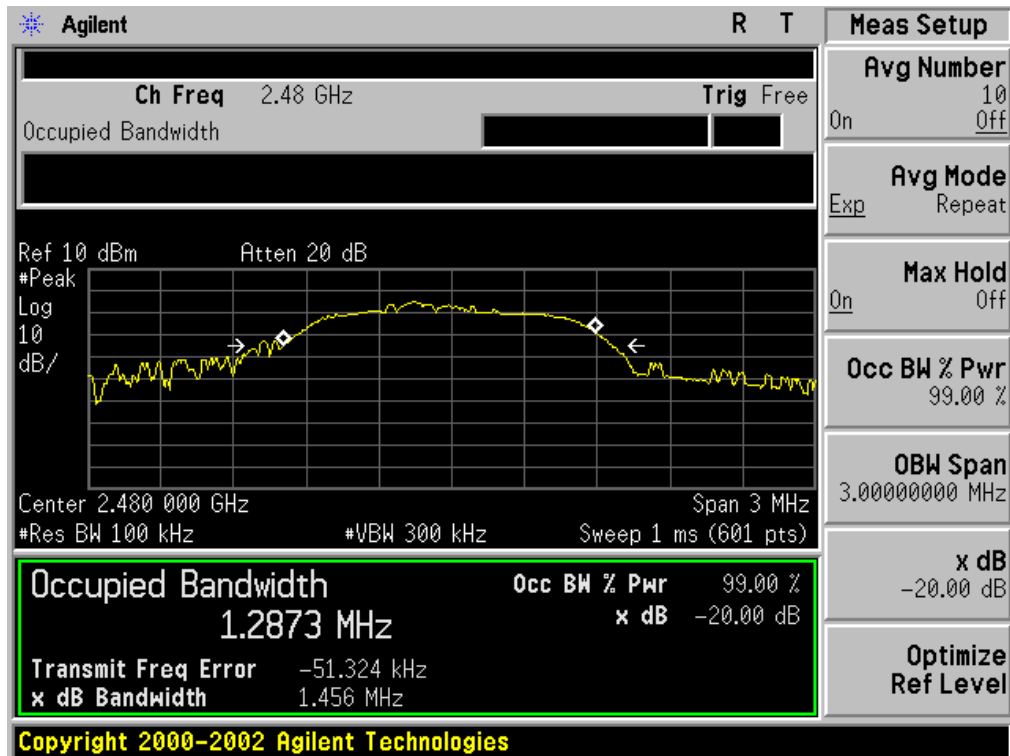 Agilent R T
Ch Freq 2.48 GHz Trig Free
Occupied Bandwidth
Ref 10 dBm Atten 20 dB
#Peak
Log
10
dB/
Center 2.480 000 GHz Span 3 MHz
#Res BW 100 kHz #VBW 300 kHz Sweep 1 ms (601 pts)
Occupied Bandwidth Occ BW % Pwr 99.00 %
1.2873 MHz x dB -20.00 dB
Transmit Freq Error -51.324 kHz
x dB Bandwidth 1.456 MHz
Copyright 2000-2002 Agilent Technologies
Meas Setup
Avg Number
10
On Off
Avg Mode
Exp Repeat
Max Hold
On Off
Occ BW % Pwr
99.00 %
OBW Span
3.00000000 MHz
x dB
-20.00 dB
Optimize
Ref Level